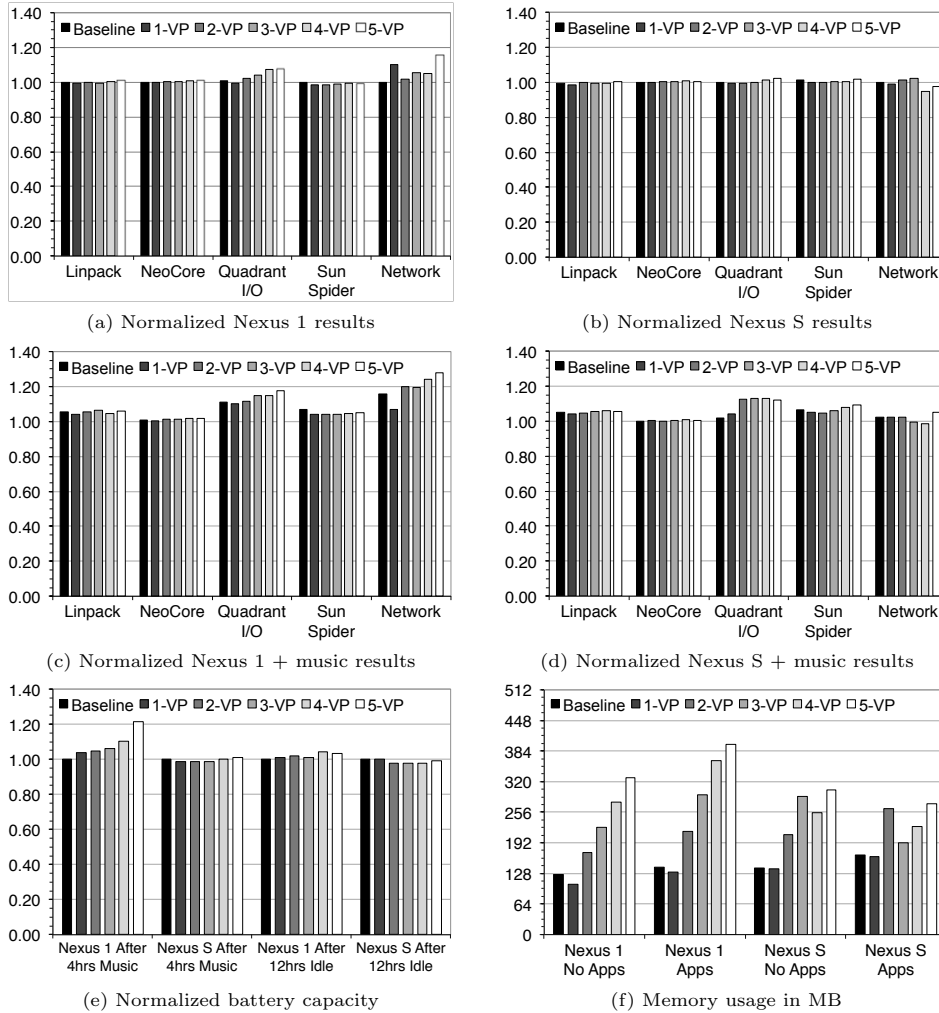 1.40
Baseline 1-VP 2-VP 3-VP 4-VP 5-VP
1.20
1.00
0.80
0.60
0.40
0.20
0.00
Linpack NeoCore Quadrant I/O Sun Spider Network
(a) Normalized Nexus 1 results
1.40
Baseline 1-VP 2-VP 3-VP 4-VP 5-VP
1.20
1.00
0.80
0.60
0.40
0.20
0.00
Linpack NeoCore Quadrant I/O Sun Spider Network
(b) Normalized Nexus S results
1.40
Baseline 1-VP 2-VP 3-VP 4-VP 5-VP
1.20
1.00
0.80
0.60
0.40
0.20
0.00
Linpack NeoCore Quadrant I/O Sun Spider Network
(c) Normalized Nexus 1 + music results
1.40
Baseline 1-VP 2-VP 3-VP 4-VP 5-VP
1.20
1.00
0.80
0.60
0.40
0.20
0.00
Linpack NeoCore Quadrant I/O Sun Spider Network
(d) Normalized Nexus S + music results
1.40
Baseline 1-VP 2-VP 3-VP 4-VP 5-VP
1.20
1.00
0.80
0.60
0.40
0.20
0.00
Nexus 1 After Nexus S After Nexus 1 After Nexus S After
4hrs Music 4hrs Music 12hrs Idle 12hrs Idle
(e) Normalized battery capacity
512
Baseline 1-VP 2-VP 3-VP 4-VP 5-VP
448
384
320
256
192
128
64
0
Nexus 1 Nexus 1 Nexus S Nexus S
No Apps Apps No Apps Apps
(f) Memory usage in MB